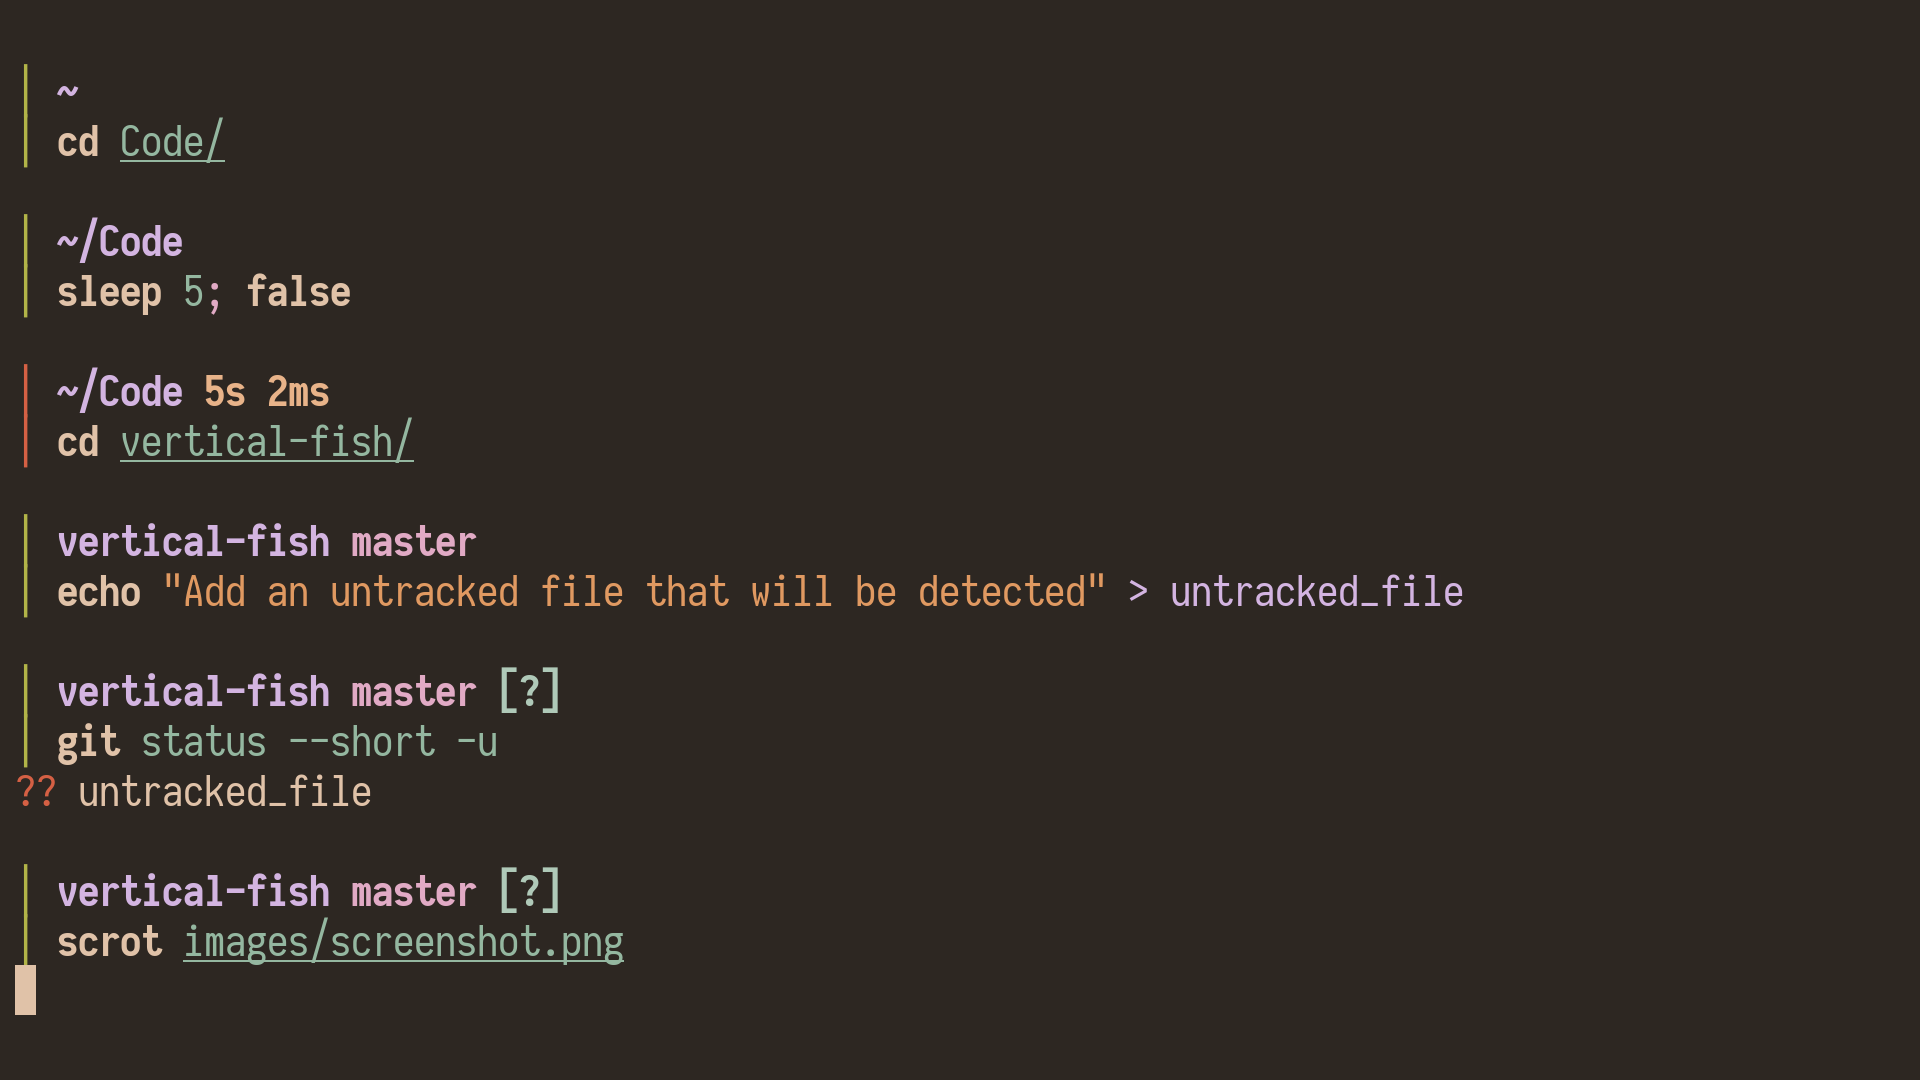 ~
cd Code/
~/Code
sleep 5; false
~/Code 5s 2ms
cd vertical-fish/
vertical-fish master
echo "Add an untracked file that will be detected" > untracked_file
vertical-fish master [?]
git status --short -u
?? untracked_file
vertical-fish master [?]
scrot images/screenshot.png